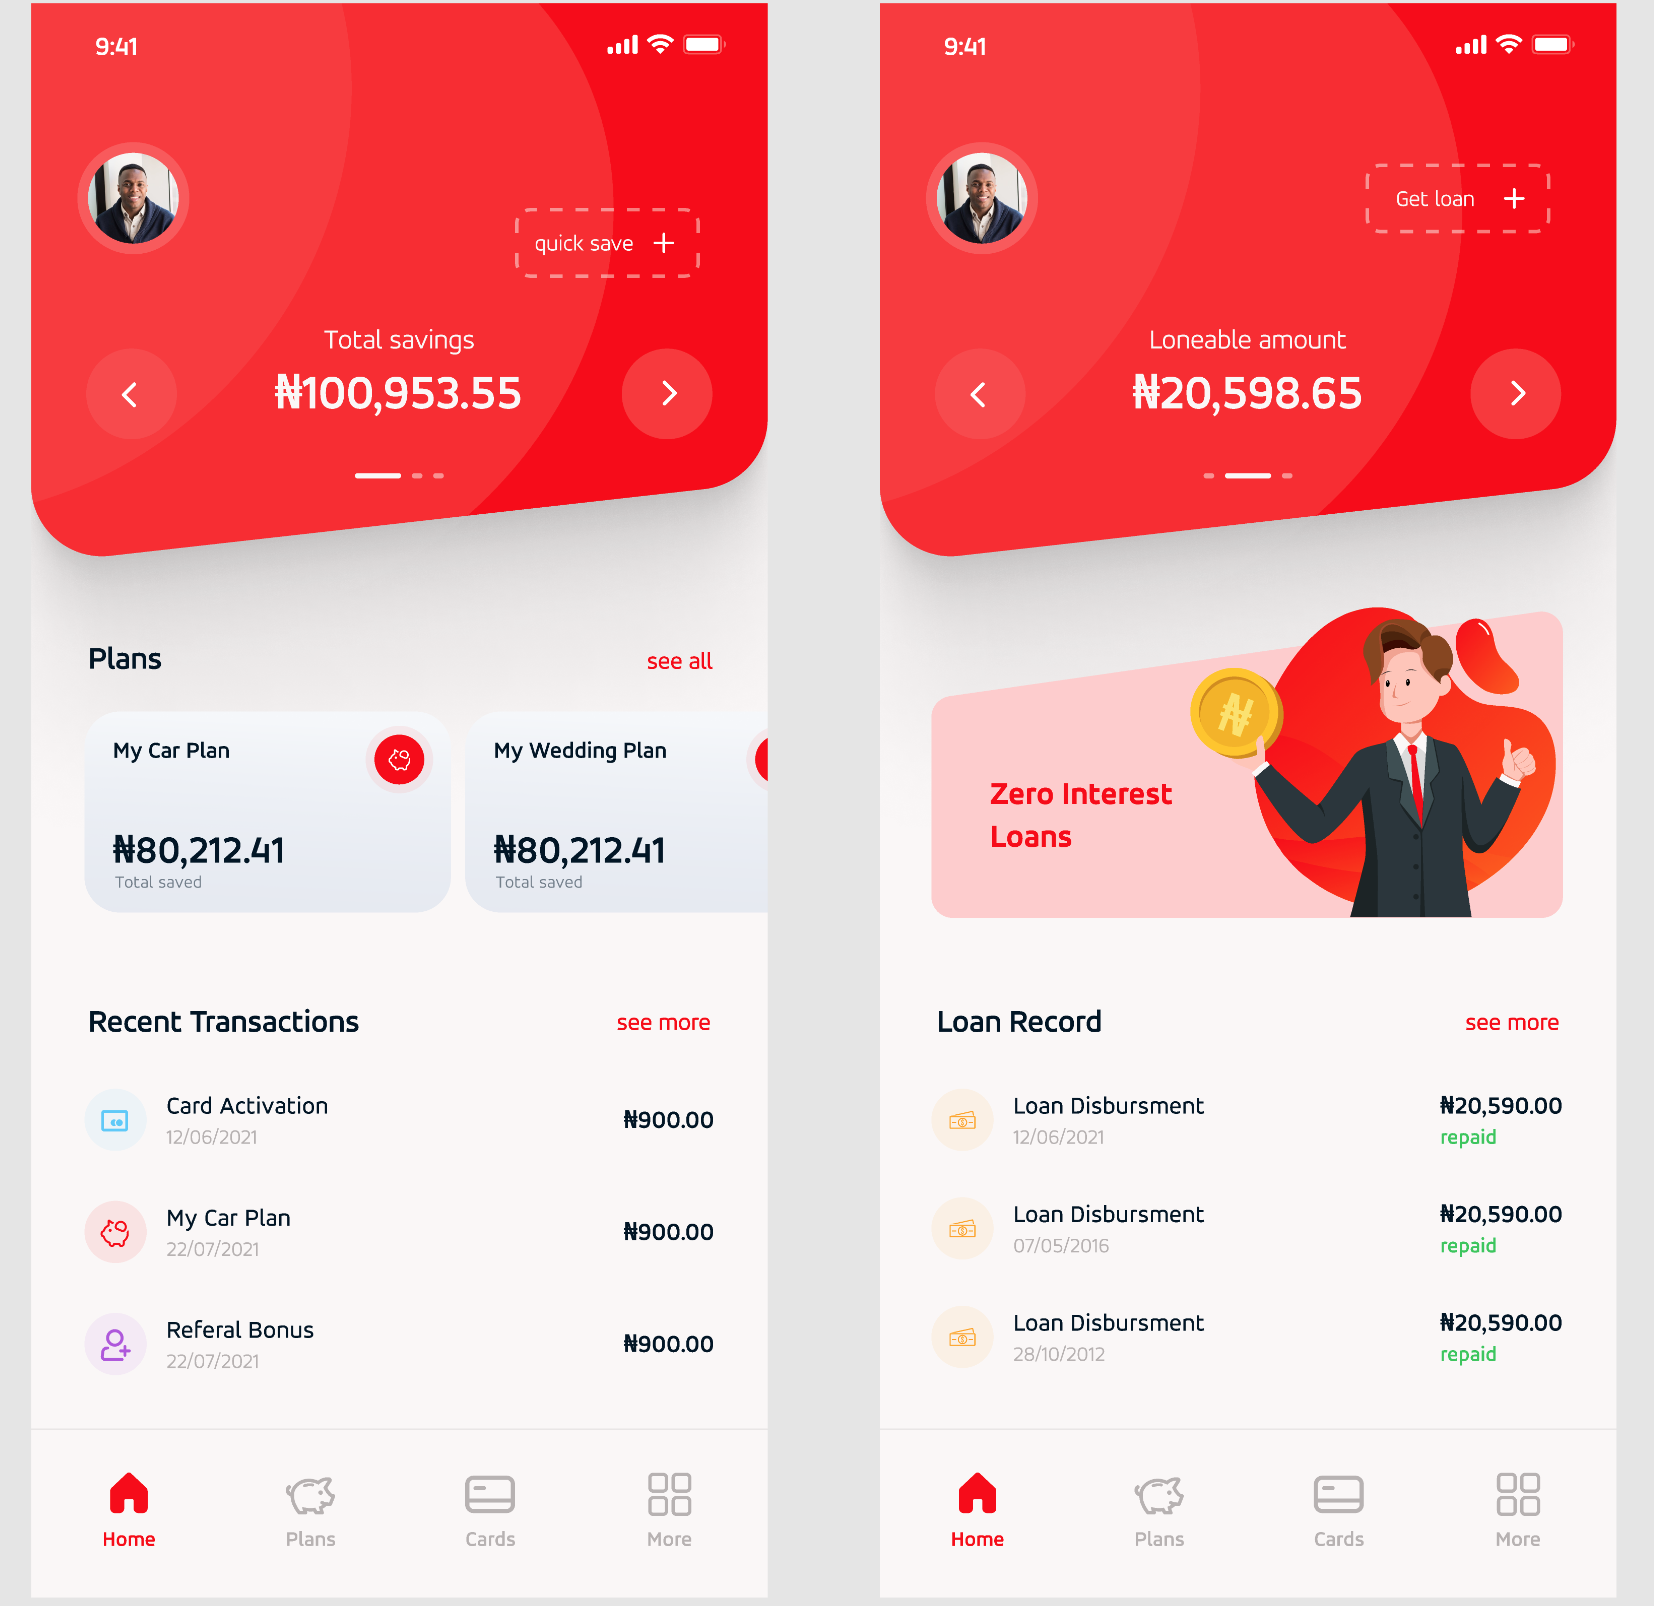 9:41
quick save +
Total savings
₦100,953.55
Plans
see all
My Car Plan
₦80,212.41
Total saved
My Wedding Plan
₦80,212.41
Total saved
Recent Transactions
see more
Card Activation
12/06/2021
₦900.00
My Car Plan
22/07/2021
₦900.00
Referal Bonus
22/07/2021
₦900.00
Home
Plans
Cards
More
9:41
Get loan +
Loneable amount
₦20,598.65
₦
Zero Interest
Loans
Loan Record
see more
Loan Disbursment
12/06/2021
₦20,590.00
repaid
Loan Disbursment
07/05/2016
₦20,590.00
repaid
Loan Disbursment
28/10/2012
₦20,590.00
repaid
Home
Plans
Cards
More